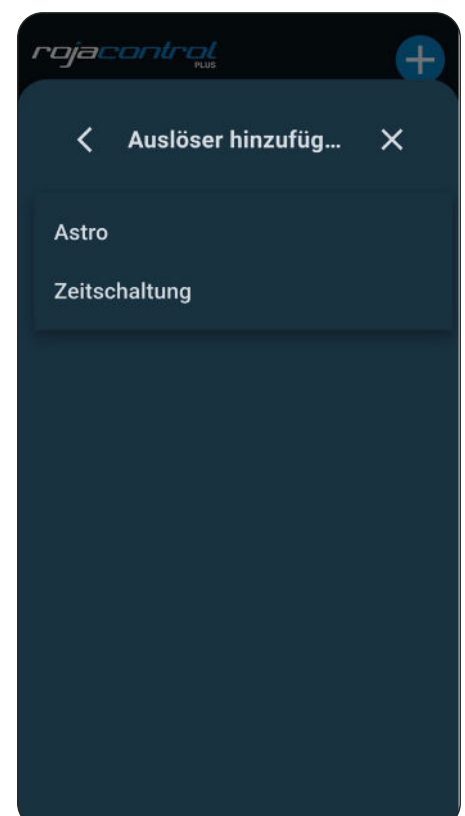 rojacontrol
PLUS
Auslöser hinzufüg...
Astro
Zeitschaltung